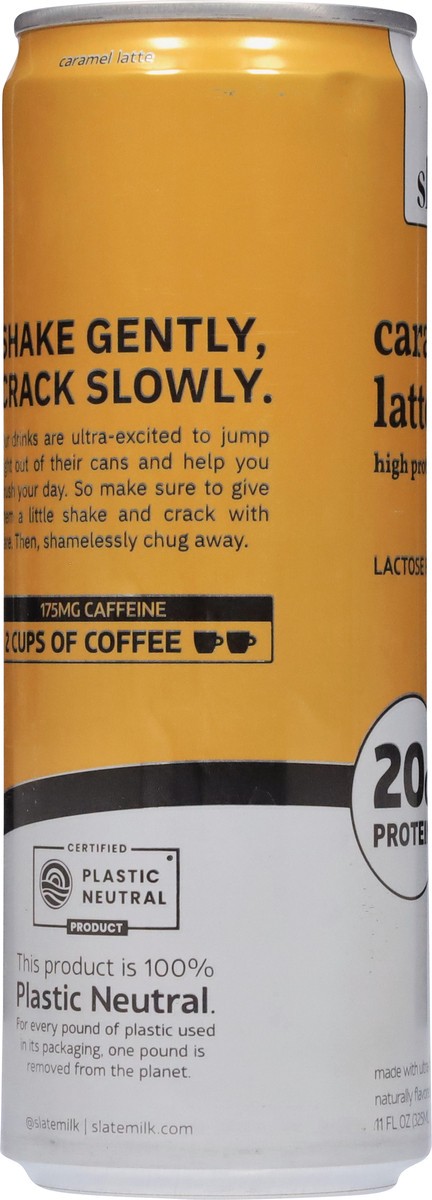 caramel latte
SHAKE GENTLY,
CRACK SLOWLY.
drinks are ultra-excited to jump
out of their cans and help you
your day. So make sure to give
a little shake and crack with
Then, shamelessly chug away.
175MG CAFFEINE
2 CUPS OF COFFEE
CERTIFIED
PLASTIC
NEUTRAL
PRODUCT
This product is 100%
Plastic Neutral.
For every pound of plastic used
in its packaging, one pound is
removed from the planet.
@slatemilk | slatemilk.com
high
LACTOSE
20
made with
naturally
11 FL OZ